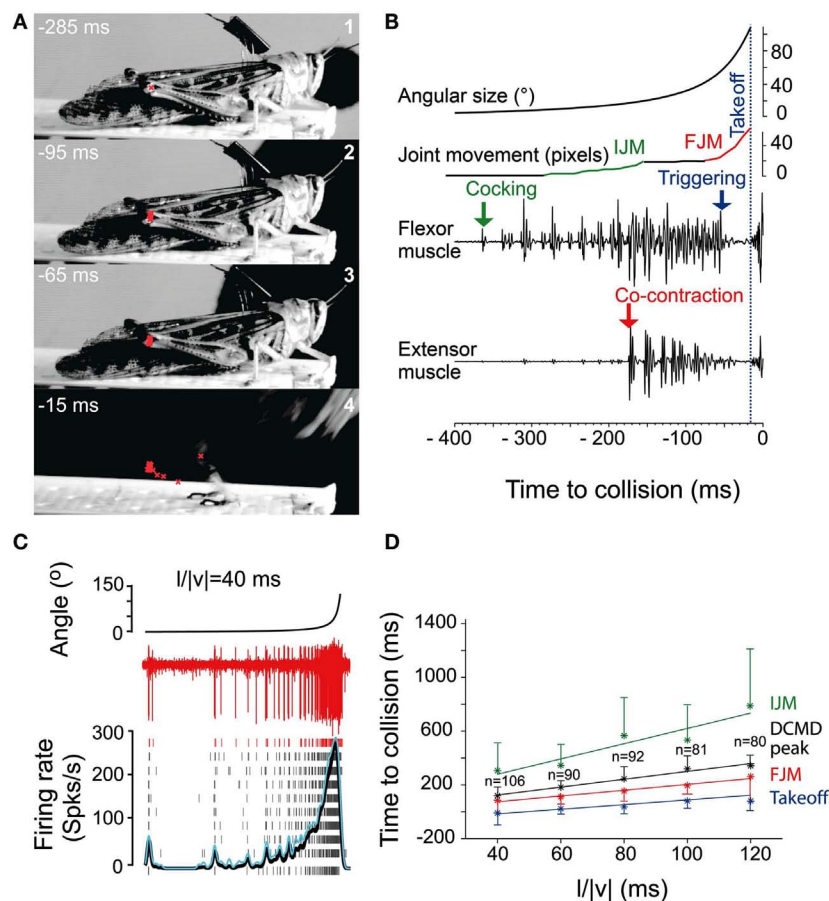 A
-285 ms
1
-95 ms
2
-65 ms
3
-15 ms
4
B
Angular size (°)
80
40
0
Takeoff
Joint movement (pixels)
IJM
FJM
40
0
Cocking
Triggering
Flexor
muscle
Co-contraction
Extensor
muscle
- 400 -300 -200 -100 0
Time to collision (ms)
C
l/|v|=40 ms
Angle (º)
150
0
Firing rate
(Spks/s)
300
200
100
0
D
Time to collision
(ms)
1400
1000
600
200
-200
IJM
DCMD
peak
FJM
Takeoff
n=106 n=90 n=92 n=81 n=80
40 60 80 100 120
l/|v| (ms)